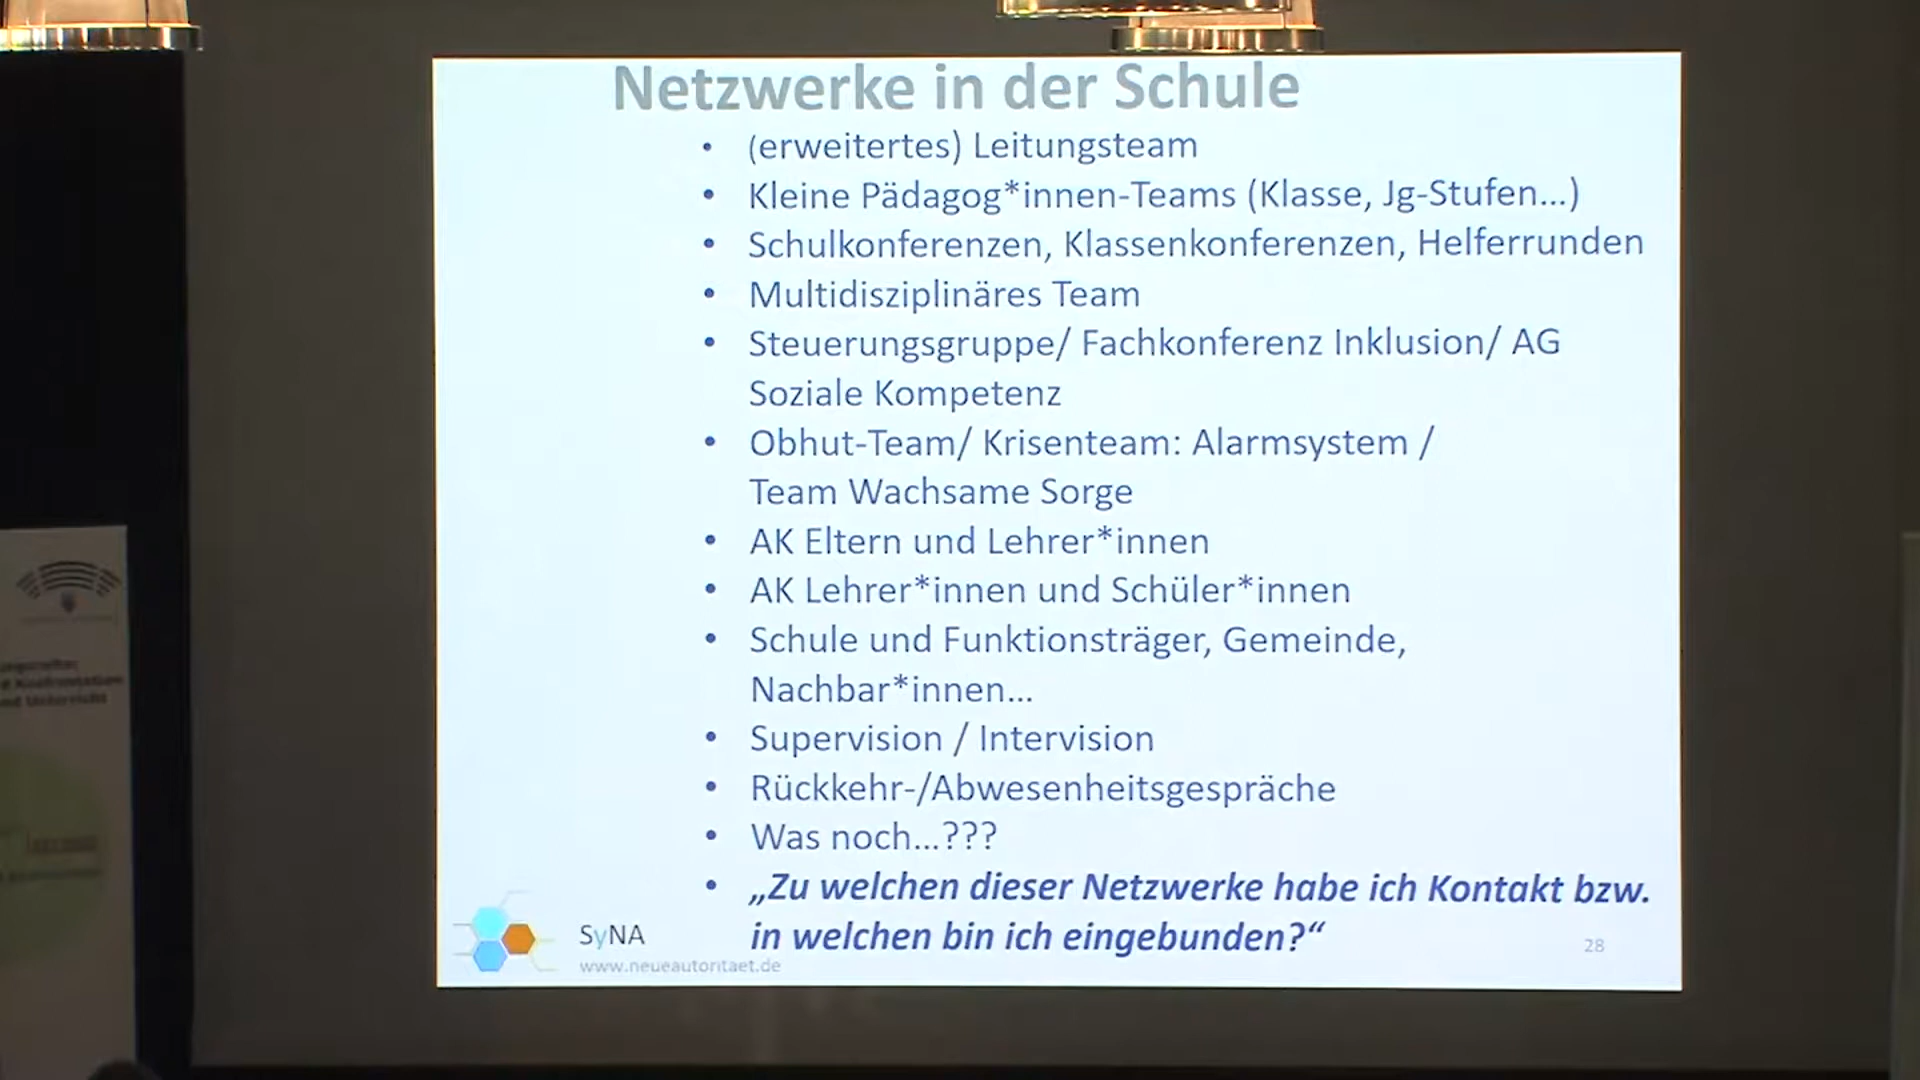 Netzwerke in der Schule
• (erweitertes) Leitungsteam
• Kleine Pädagog*innen-Teams (Klasse, Jg-Stufen...)
• Schulkonferenzen, Klassenkonferenzen, Helferrunden
• Multidisziplinäres Team
• Steuerungsgruppe/ Fachkonferenz Inklusion/ AG
Soziale Kompetenz
• Obhut-Team/ Krisenteam: Alarmsystem /
Team Wachsame Sorge
• AK Eltern und Lehrer*innen
• AK Lehrer*innen und Schüler*innen
• Schule und Funktionsträger, Gemeinde,
Nachbar*innen...
• Supervision / Intervision
• Rückkehr-/Abwesenheitsgespräche
• Was noch...???
• „Zu welchen dieser Netzwerke habe ich Kontakt bzw.
in welchen bin ich eingebunden?“
SyNA
www.neueautoritaet.de
28